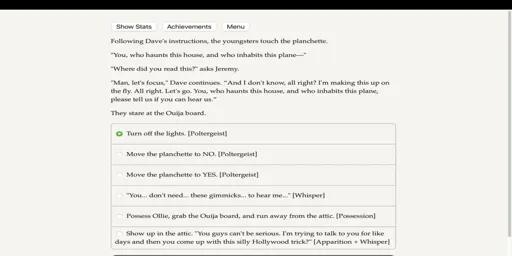 Show Stats Achievements Menu
Following Dave's instructions, the youngsters touch the planchette.
"You, who haunts this house, and who inhabits this plane—"
"Where did you read this?" asks Jeremy.
"Man, let's focus," Dave continues. "And I don't know, all right? I'm making this up on
the fly. All right. Let's go. You, who haunts this house, and who inhabits this plane,
please tell us if you can hear us."
They stare at the Ouija board.
Turn off the lights. [Poltergeist]
Move the planchette to NO. [Poltergeist]
Move the planchette to YES. [Poltergeist]
"You... don't need... these gimmicks... to hear me..." [Whisper]
Possess Ollie, grab the Ouija board, and run away from the attic. [Possession]
Show up in the attic. "You guys can't be serious. I'm trying to talk to you for like
days and then you come up with this silly Hollywood trick?" [Apparition + Whisper]